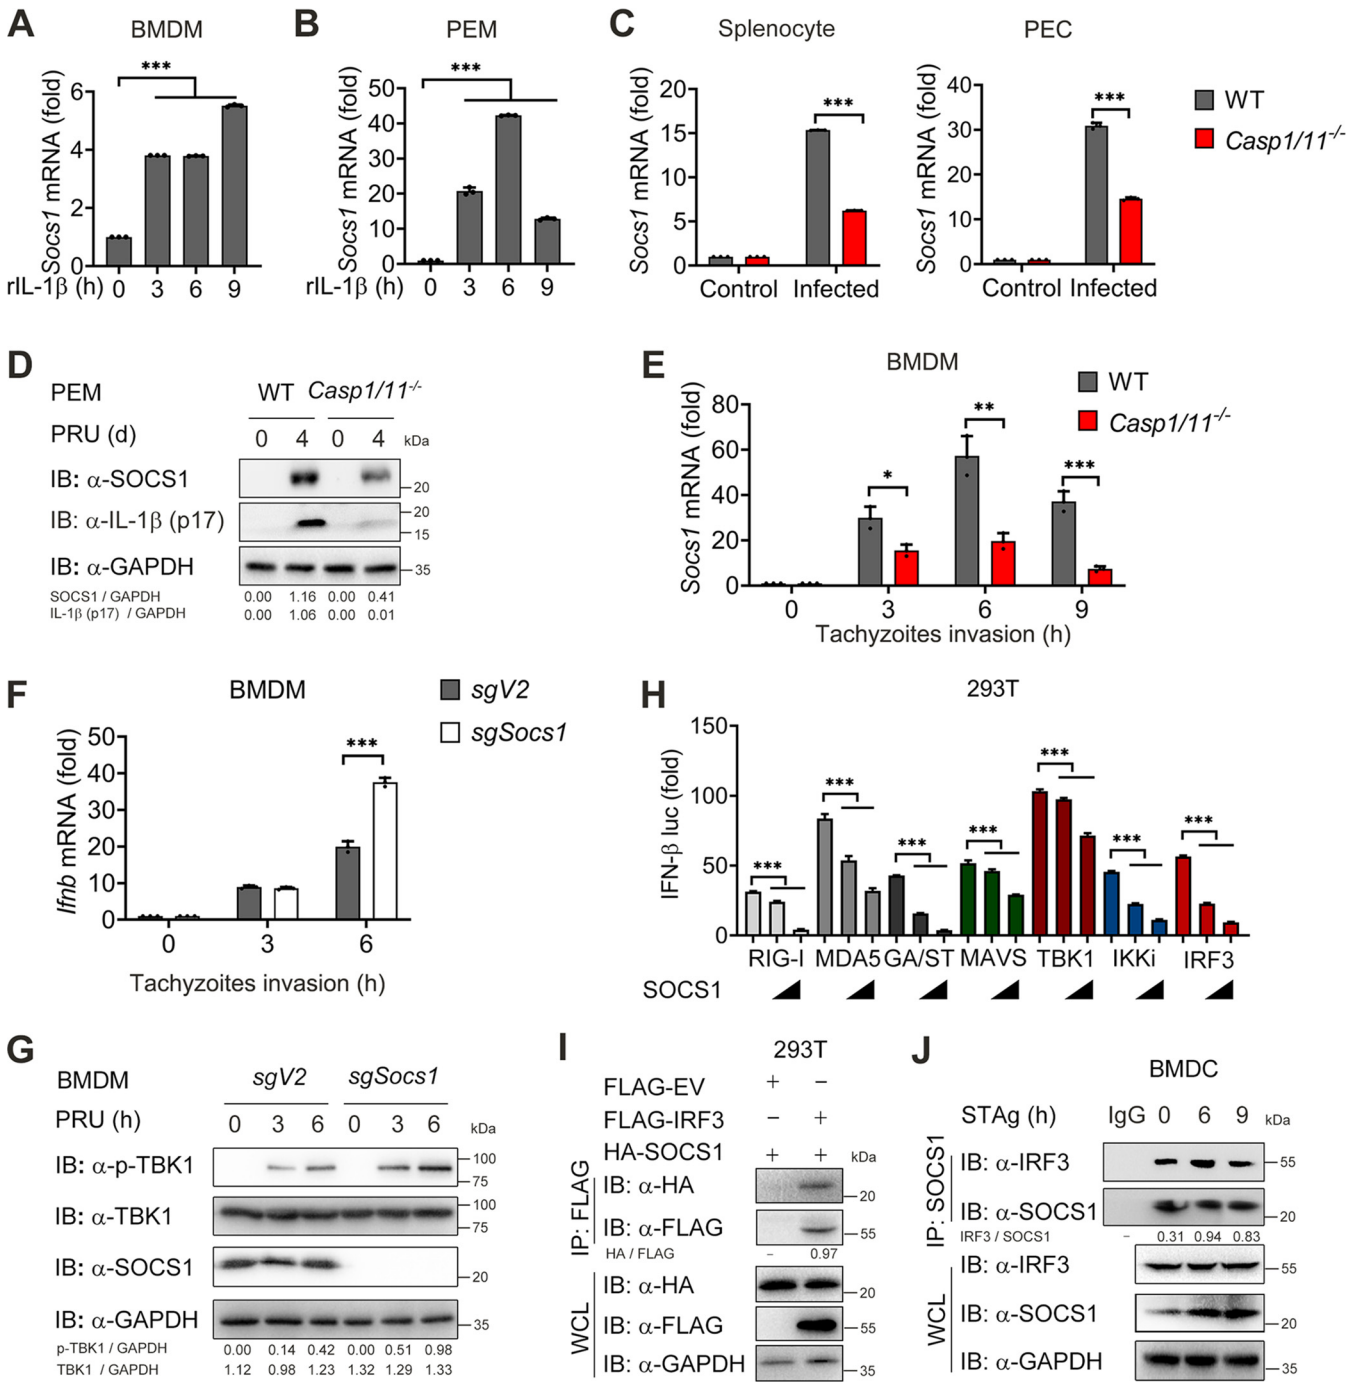 A
BMDM
Socs1 mRNA (fold)
6
4
2
0
***
rIL-1β (h) 0 3 6 9
B
PEM
Socs1 mRNA (fold)
50
40
30
20
10
0
***
rIL-1β (h) 0 3 6 9
C
Splenocyte
Socs1 mRNA (fold)
20
15
10
5
0
***
Control Infected
PEC
Socs1 mRNA (fold)
40
30
20
10
0
***
Control Infected
WT
Casp1/11-/-
D
PEM WT Casp1/11-/-
PRU (d) 0 4 0 4 kDa
IB: α-SOCS1 20
IB: α-IL-1β (p17) 20 15
IB: α-GAPDH 35
SOCS1 / GAPDH 0.00 1.16 0.00 0.41
IL-1β (p17) / GAPDH 0.00 1.06 0.00 0.01
E
BMDM
WT
Casp1/11-/-
Socs1 mRNA (fold)
80
60
40
20
0
* ** ***
0 3 6 9
Tachyzoites invasion (h)
F
BMDM
sgV2
sgSocs1
Ifnb mRNA (fold)
50
40
30
20
10
0
***
0 3 6
Tachyzoites invasion (h)
H
293T
IFN-β luc (fold)
150
100
50
0
*** *** *** *** *** *** ***
RIG-I MDA5 GA/ST MAVS TBK1 IKKi IRF3
SOCS1
G
BMDM sgV2 sgSocs1
PRU (h) 0 3 6 0 3 6 kDa
IB: α-p-TBK1 100 75
IB: α-TBK1 100 75
IB: α-SOCS1 20
IB: α-GAPDH 35
p-TBK1 / GAPDH 0.00 0.14 0.42 0.00 0.51 0.98
TBK1 / GAPDH 1.12 0.98 1.23 1.32 1.29 1.33
I
293T
FLAG-EV + −
FLAG-IRF3 − +
HA-SOCS1 + + kDa
IP: FLAG
IB: α-HA 20
IB: α-FLAG 55
HA / FLAG − 0.97
WCL
IB: α-HA 20
IB: α-FLAG 55
IB: α-GAPDH 35
J
BMDC
STAg (h) IgG 0 6 9 kDa
IP: SOCS1
IB: α-IRF3 55
IB: α-SOCS1 20
IRF3 / SOCS1 − 0.31 0.94 0.83
WCL
IB: α-IRF3 55
IB: α-SOCS1 20
IB: α-GAPDH 35